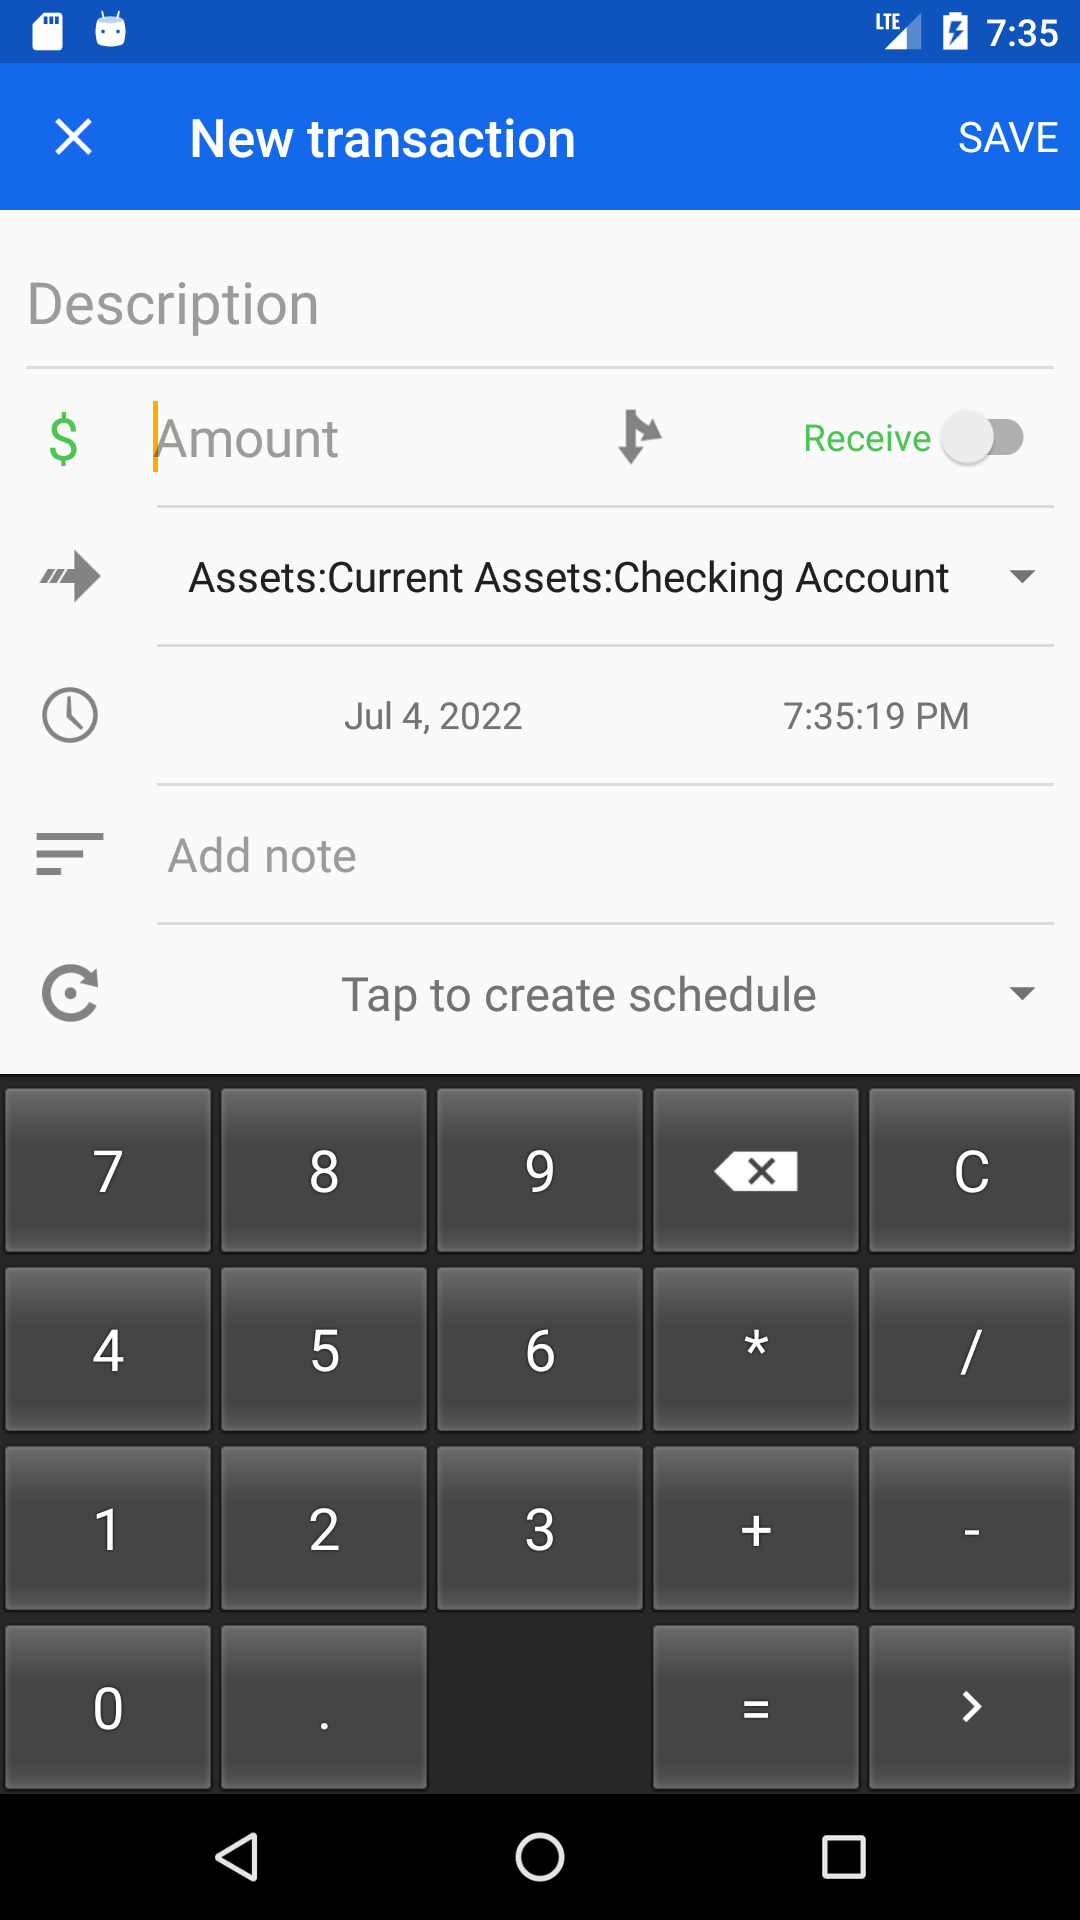 LTE 7:35
New transaction SAVE
Description
$ Amount Receive
Assets:Current Assets:Checking Account
Jul 4, 2022 7:35:19 PM
Add note
Tap to create schedule
7 8 9 C
4 5 6 * /
1 2 3 + -
0 . = >